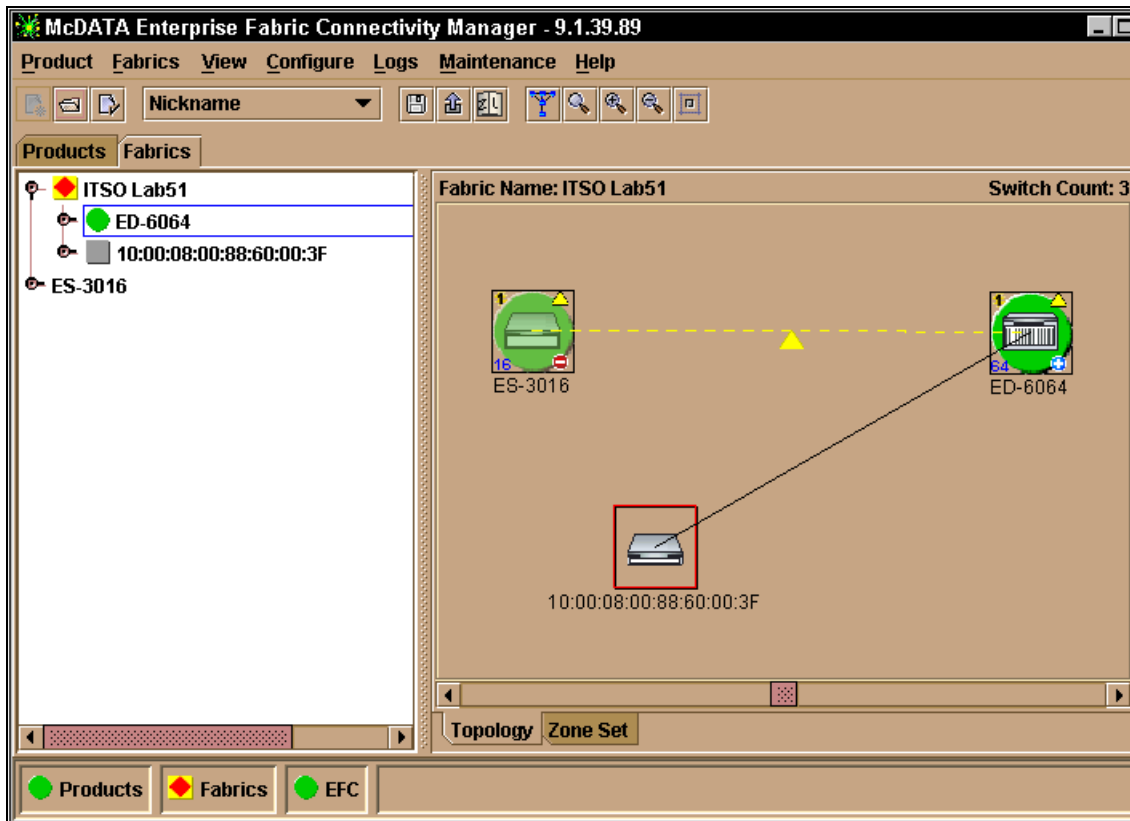 McDATA Enterprise Fabric Connectivity Manager - 9.1.39.89
Product Fabrics View Configure Logs Maintenance Help
Nickname
Products Fabrics
ITSO Lab51
ED-6064
10:00:08:00:88:60:00:3F
ES-3016
Fabric Name: ITSO Lab51 Switch Count: 3
1
16
ES-3016
1
64
ED-6064
10:00:08:00:88:60:00:3F
Topology Zone Set
Products Fabrics EFC